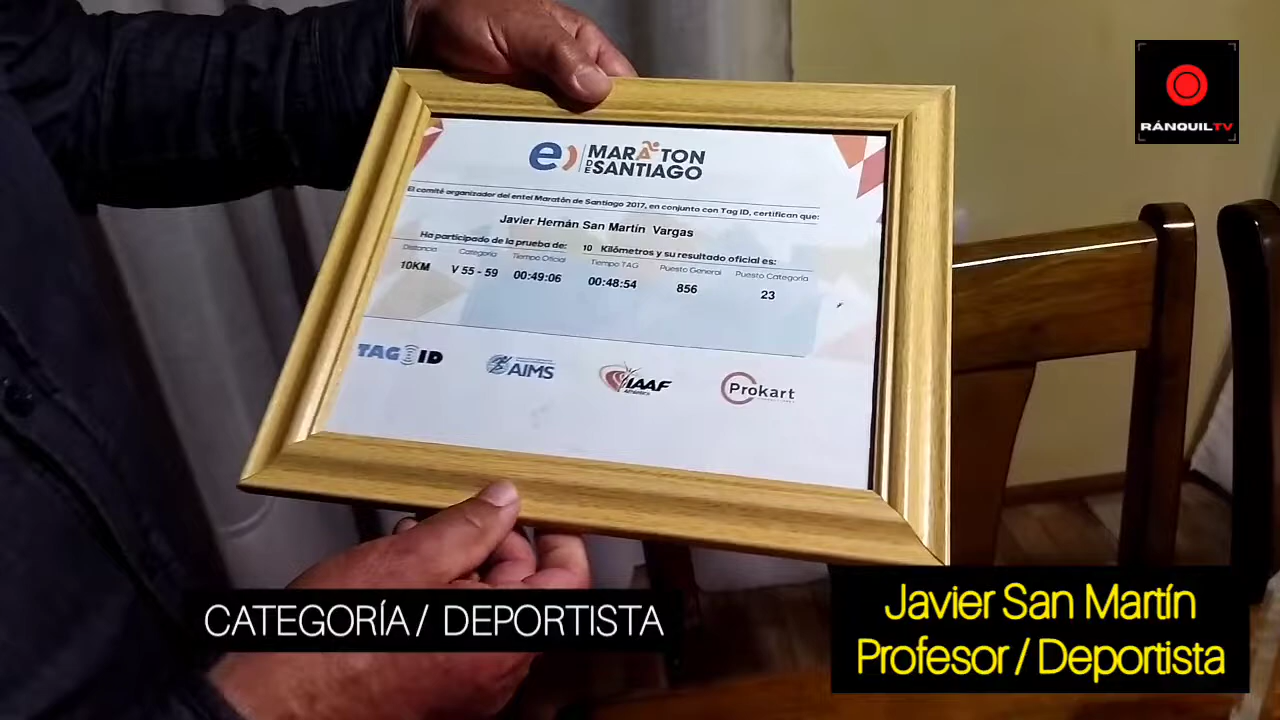 RÁNQUILTV
e) MARATON
DE SANTIAGO
El comité organizador del entel Maratón de Santiago 2017, en conjunto con Tag ID, certifican que:
Javier Hernán San Martín Vargas
Ha participado de la prueba de: 10 Kilómetros y su resultado oficial es:
Distancia Categoría Tiempo Oficial Tiempo TAG Puesto General Puesto Categoría
10KM V 55 - 59 00:49:06 00:48:54 856 23
TAG ID AIMS IAAF Prokart
CATEGORÍA / DEPORTISTA
Javier San Martín
Profesor / Deportista